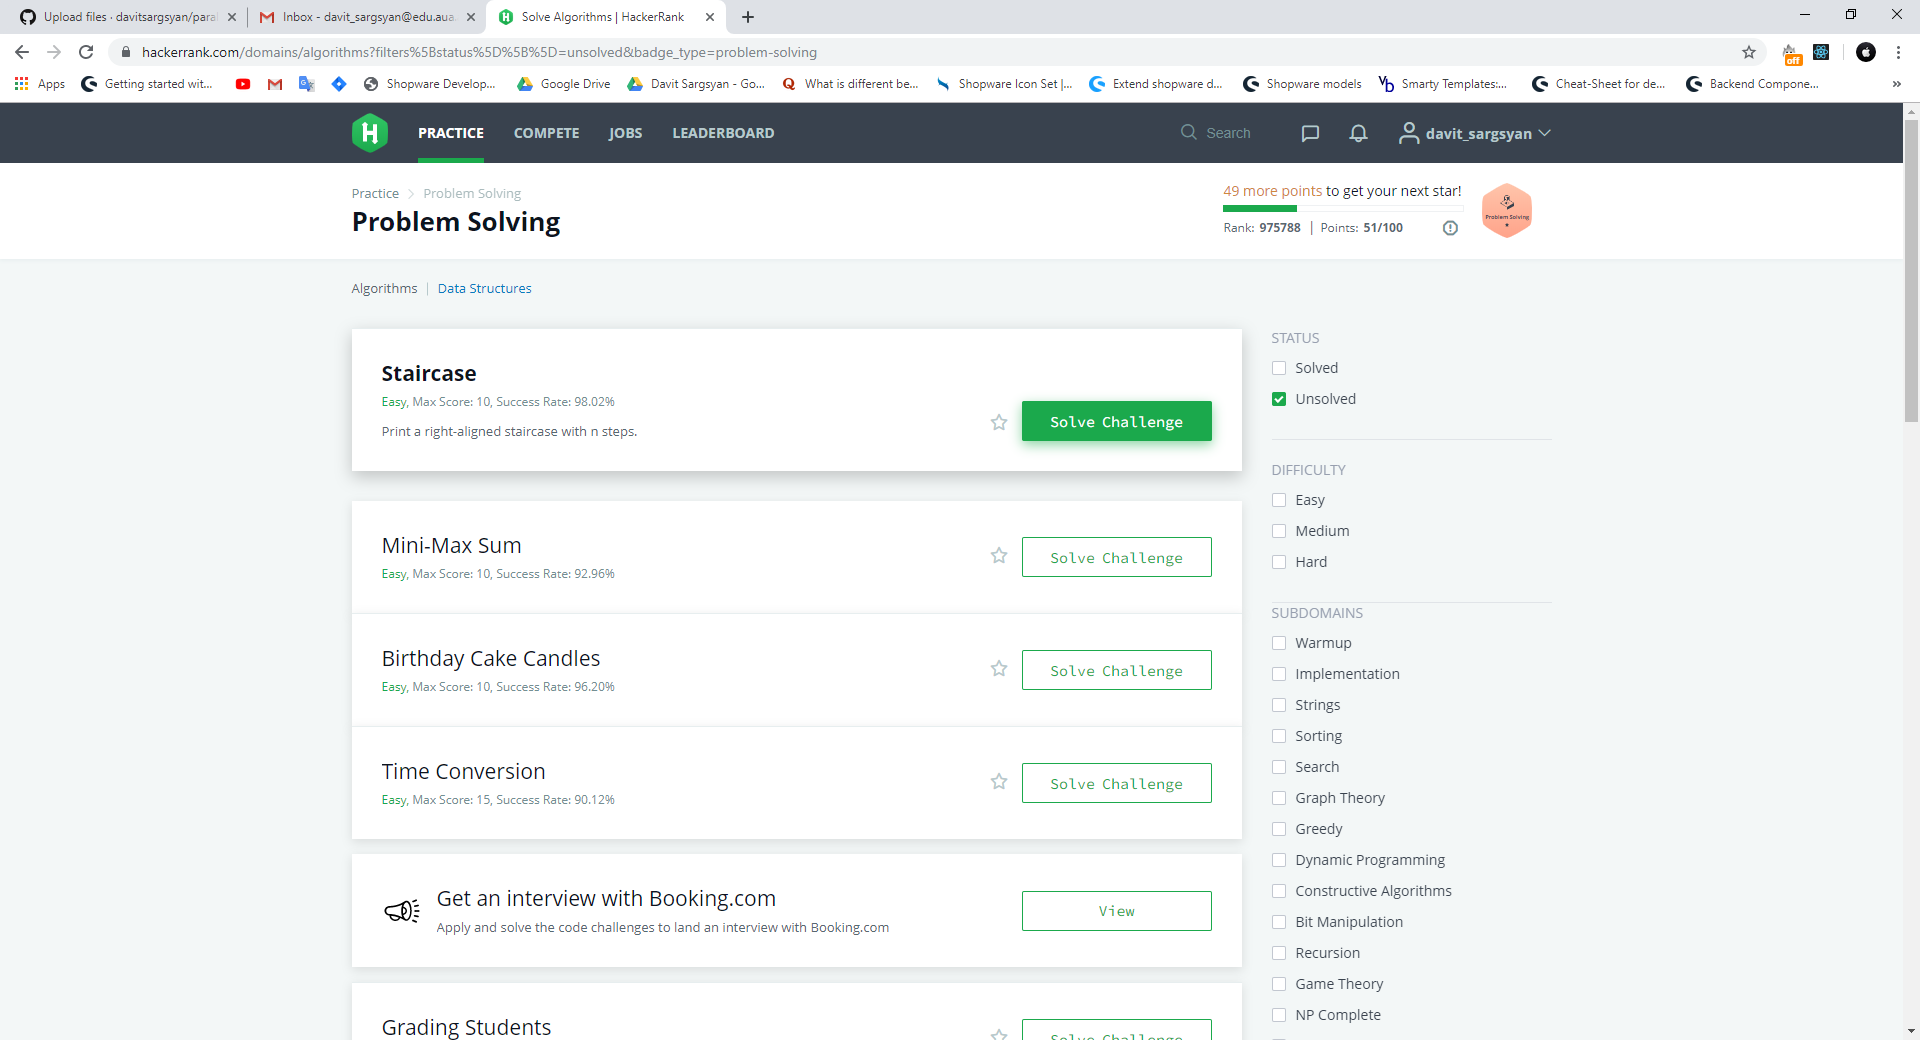 Upload files · davitsargsyan/paral
Inbox - davit_sargsyan@edu.aua.
Solve Algorithms | HackerRank
hackerrank.com/domains/algorithms?filters%5Bstatus%5D%5B%5D=unsolved&badge_type=problem-solving
off
Apps
Getting started wit...
Shopware Develop...
Google Drive
Davit Sargsyan - Go...
What is different be...
Shopware Icon Set |...
Extend shopware d...
Shopware models
Smarty Templates:...
Cheat-Sheet for de...
Backend Compone...
PRACTICE
COMPETE
JOBS
LEADERBOARD
Search
davit_sargsyan
Practice > Problem Solving
Problem Solving
49 more points to get your next star!
Rank: 975788 | Points: 51/100
Problem Solving
Algorithms | Data Structures
Staircase
Easy, Max Score: 10, Success Rate: 98.02%
Print a right-aligned staircase with n steps.
Solve Challenge
Mini-Max Sum
Easy, Max Score: 10, Success Rate: 92.96%
Solve Challenge
Birthday Cake Candles
Easy, Max Score: 10, Success Rate: 96.20%
Solve Challenge
Time Conversion
Easy, Max Score: 15, Success Rate: 90.12%
Solve Challenge
Get an interview with Booking.com
Apply and solve the code challenges to land an interview with Booking.com
View
Grading Students
Solve Challenge
STATUS
Solved
Unsolved
DIFFICULTY
Easy
Medium
Hard
SUBDOMAINS
Warmup
Implementation
Strings
Sorting
Search
Graph Theory
Greedy
Dynamic Programming
Constructive Algorithms
Bit Manipulation
Recursion
Game Theory
NP Complete